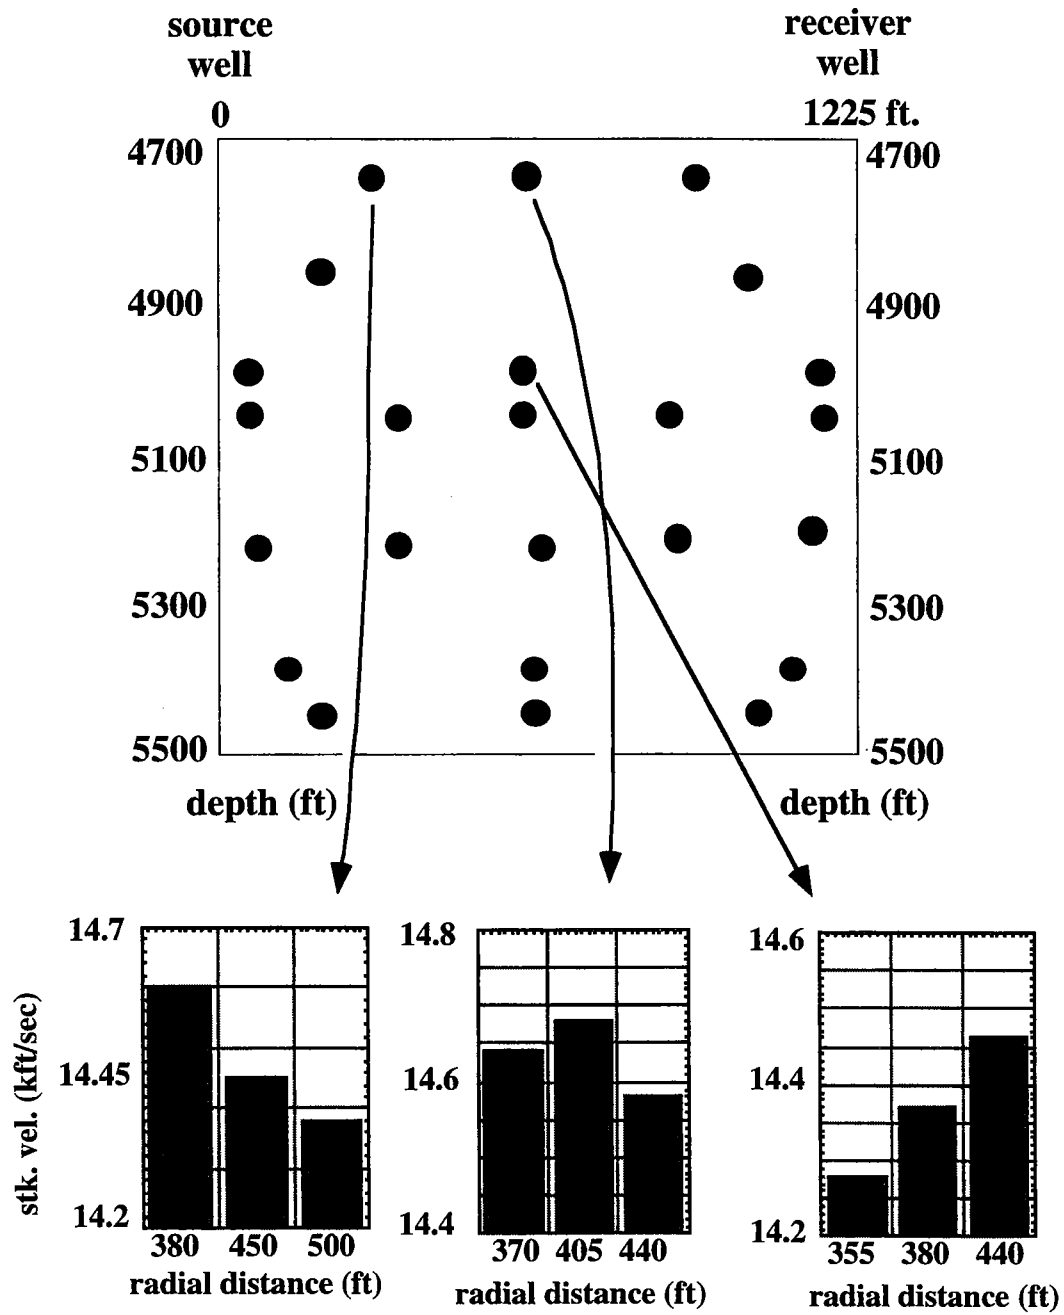 source
well
receiver
well
0
1225 ft.
4700
4700
4900
4900
5100
5100
5300
5300
5500
5500
depth (ft)
depth (ft)
stk. vel. (kft/sec)
14.7
14.45
14.2
380 450 500
radial distance (ft)
14.8
14.6
14.4
370 405 440
radial distance (ft)
14.6
14.4
14.2
355 380 440
radial distance (ft)